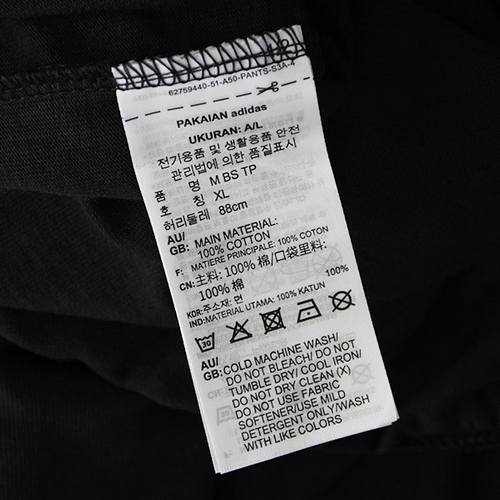 62759440-51-A50-PANTS-S3A-4
PAKAIAN adidas
UKURAN: A/L
전기용품 및 생활용품 안전
관리법에 의한 품질표시
품 명 M BS TP
호 칭 XL
허리둘레 88cm
AU/
GB: MAIN MATERIAL:
100% COTTON
F: MATIERE PRINCIPALE: 100% COTON
CN: 主料: 100% 棉/口袋里料:
100% 棉 100%
KOR: 주소재: 면
IND: MATERIAL UTAMA: 100% KATUN
30
AU/
GB: COLD MACHINE WASH/
DO NOT BLEACH/ DO NOT
TUMBLE DRY/ COOL IRON/
DO NOT DRY CLEAN (X)
DO NOT USE FABRIC
SOFTENER/USE MILD
DETERGENT ONLY/WASH
WITH LIKE COLORS